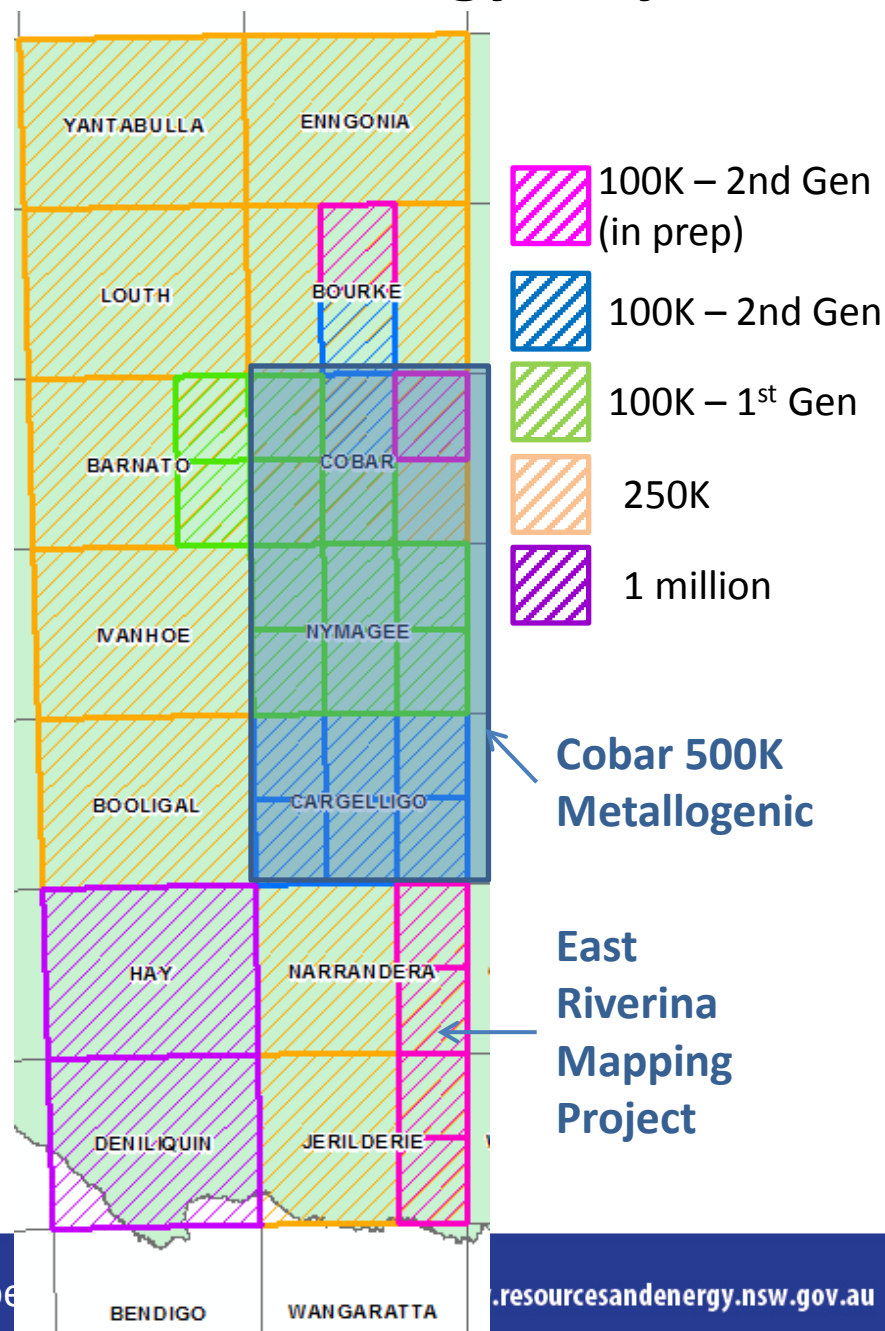 YANTABULLA
ENNGONIA
100K – 2nd Gen
(in prep)
LOUTH
BOURKE
100K – 2nd Gen
100K – 1st Gen
BARNATO
COBAR
250K
1 million
IVANHOE
NYMAGEE
Cobar 500K
Metallogenic
BOOLIGAL
CARGELLIGO
East
Riverina
Mapping
Project
HAY
NARRANDERA
DENILIQUIN
JERILDERIE
BENDIGO
WANGARATTA
.resourcesandenergy.nsw.gov.au